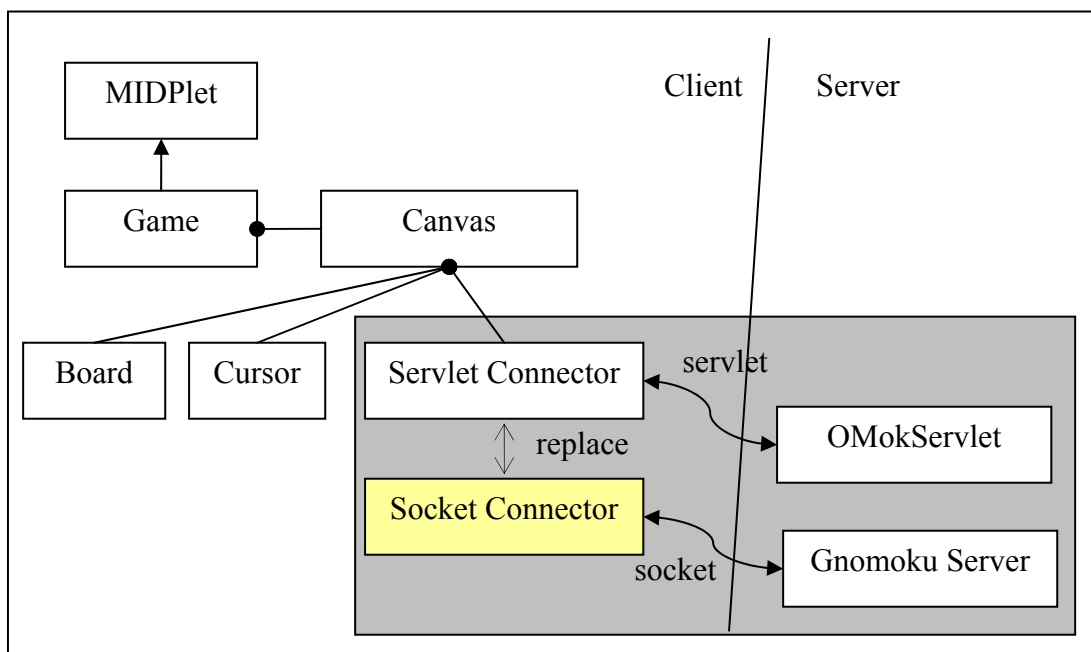 MIDPlet
Client
Server
Game
Canvas
Board
Cursor
Servlet Connector
servlet
OMokServlet
replace
Socket Connector
socket
Gnomoku Server